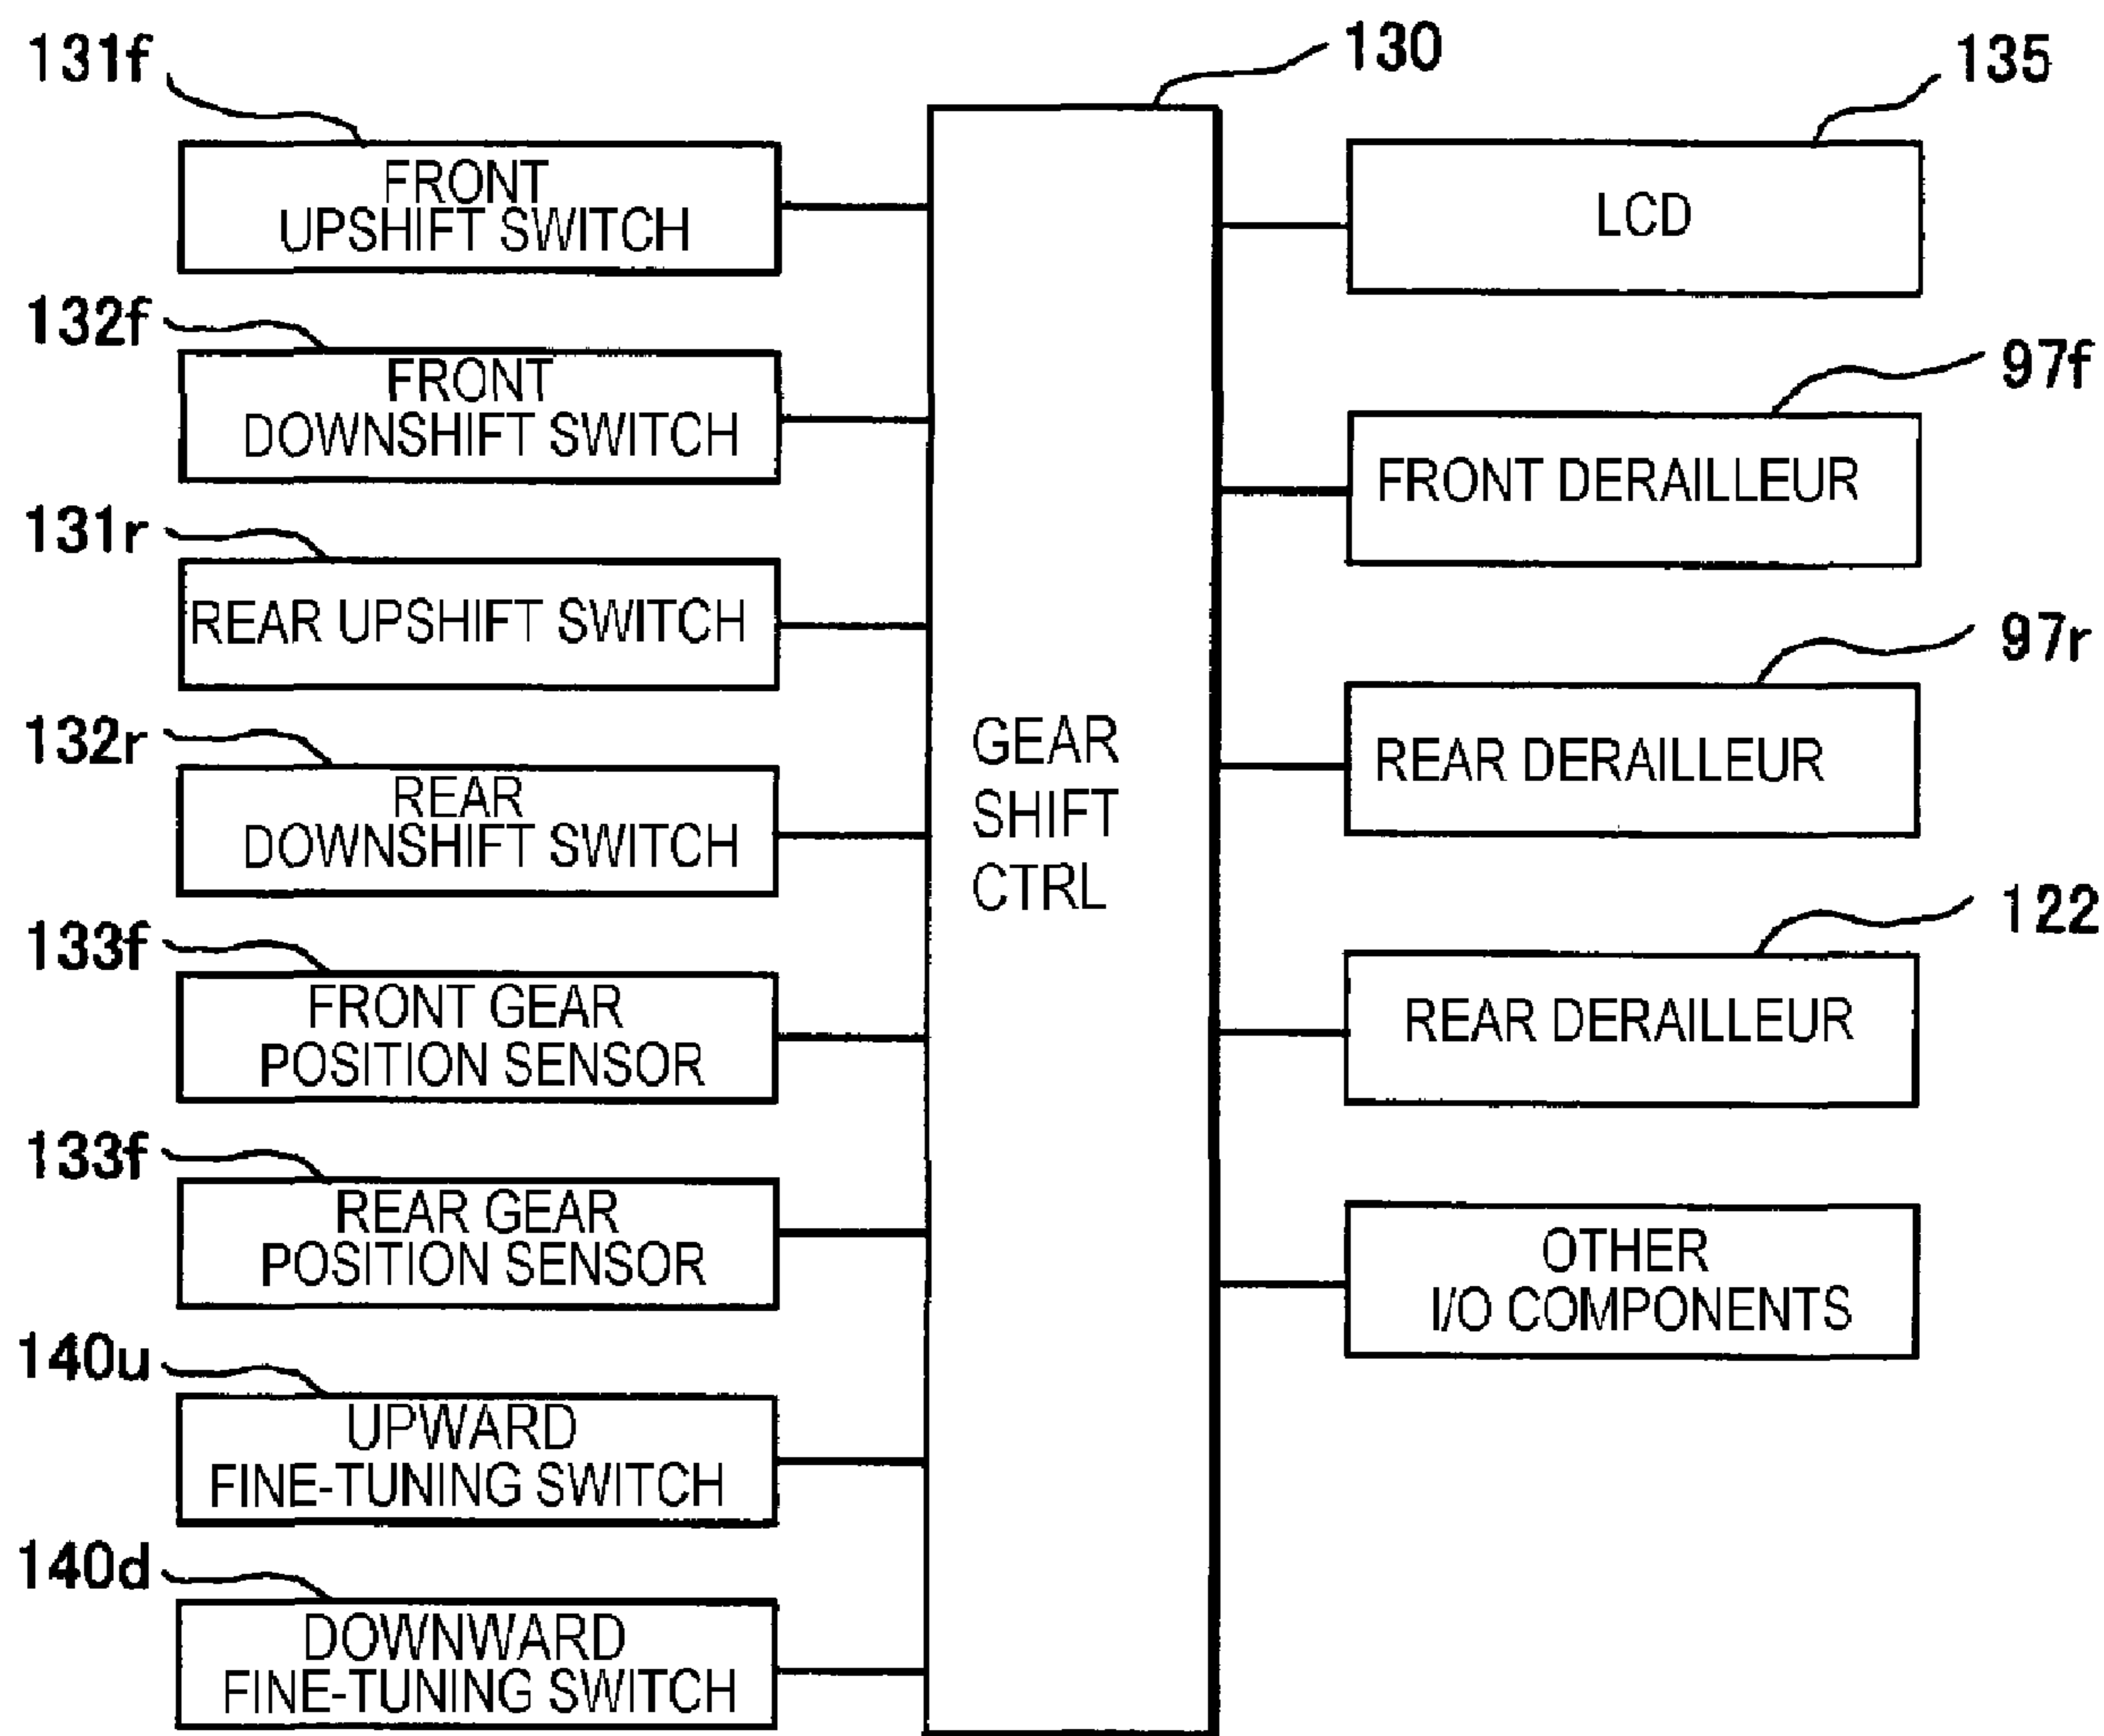 131f
FRONT
UPSHIFT SWITCH
132f
FRONT
DOWNSHIFT SWITCH
131r
REAR UPSHIFT SWITCH
132r
REAR
DOWNSHIFT SWITCH
133f
FRONT GEAR
POSITION SENSOR
133f
REAR GEAR
POSITION SENSOR
140u
UPWARD
FINE-TUNING SWITCH
140d
DOWNWARD
FINE-TUNING SWITCH
130
GEAR
SHIFT
CTRL
135
LCD
97f
FRONT DERAILLEUR
97r
REAR DERAILLEUR
122
REAR DERAILLEUR
OTHER
I/O COMPONENTS